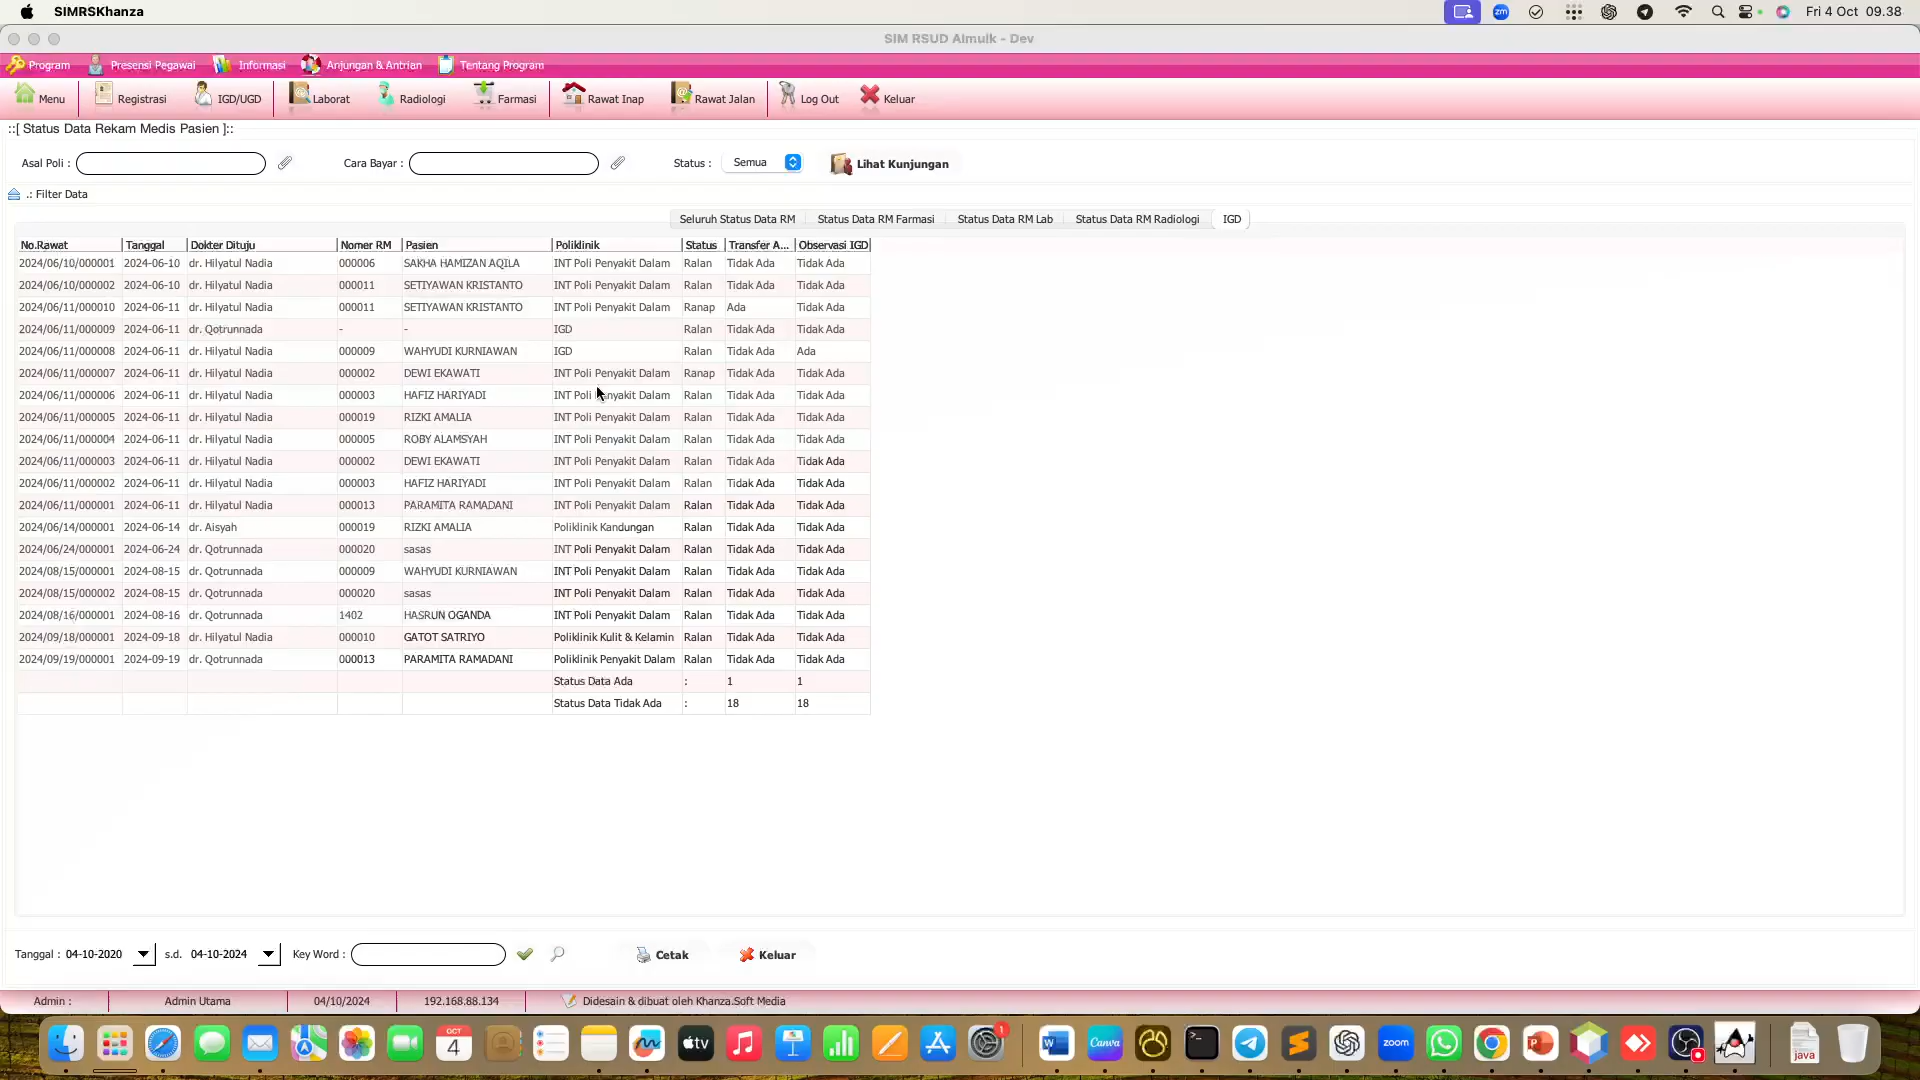 SIMRSKhanza
zm
Fri 4 Oct 09.38
SIM RSUD Aimuik - Dev
Program Presensi Pegawai Informasi Anjungan & Antrian Tentang Program
Menu Registrasi IGD/UGD Laborat Radiologi Farmasi Rawat Inap Rawat Jalan Log Out Keluar
::[ Status Data Rekam Medis Pasien ]::
Asal Poli : Cara Bayar : Status : Semua Lihat Kunjungan
.: Filter Data
Seluruh Status Data RM Status Data RM Farmasi Status Data RM Lab Status Data RM Radiologi IGD
No.Rawat Tanggal Dokter Dituju Nomer RM Pasien Poliklinik Status Transfer A... Observasi IGD
2024/06/10/000001 2024-06-10 dr. Hilyatul Nadia 000006 SAKHA HAMIZAN AQILA INT Poli Penyakit Dalam Ralan Tidak Ada Tidak Ada
2024/06/10/000002 2024-06-10 dr. Hilyatul Nadia 000011 SETIYAWAN KRISTANTO INT Poli Penyakit Dalam Ralan Tidak Ada Tidak Ada
2024/06/11/000010 2024-06-11 dr. Hilyatul Nadia 000011 SETIYAWAN KRISTANTO INT Poli Penyakit Dalam Ranap Ada Tidak Ada
2024/06/11/000009 2024-06-11 dr. Qotrunnada - - IGD Ralan Tidak Ada Tidak Ada
2024/06/11/000008 2024-06-11 dr. Hilyatul Nadia 000009 WAHYUDI KURNIAWAN IGD Ralan Tidak Ada Ada
2024/06/11/000007 2024-06-11 dr. Hilyatul Nadia 000002 DEWI EKAWATI INT Poli Penyakit Dalam Ranap Tidak Ada Tidak Ada
2024/06/11/000006 2024-06-11 dr. Hilyatul Nadia 000003 HAFIZ HARIYADI INT Poli Penyakit Dalam Ralan Tidak Ada Tidak Ada
2024/06/11/000005 2024-06-11 dr. Hilyatul Nadia 000019 RIZKI AMALIA INT Poli Penyakit Dalam Ralan Tidak Ada Tidak Ada
2024/06/11/000004 2024-06-11 dr. Hilyatul Nadia 000005 ROBY ALAMSYAH INT Poli Penyakit Dalam Ralan Tidak Ada Tidak Ada
2024/06/11/000003 2024-06-11 dr. Hilyatul Nadia 000002 DEWI EKAWATI INT Poli Penyakit Dalam Ralan Tidak Ada Tidak Ada
2024/06/11/000002 2024-06-11 dr. Hilyatul Nadia 000003 HAFIZ HARIYADI INT Poli Penyakit Dalam Ralan Tidak Ada Tidak Ada
2024/06/11/000001 2024-06-11 dr. Hilyatul Nadia 000013 PARAMITA RAMADANI INT Poli Penyakit Dalam Ralan Tidak Ada Tidak Ada
2024/06/14/000001 2024-06-14 dr. Aisyah 000019 RIZKI AMALIA Poliklinik Kandungan Ralan Tidak Ada Tidak Ada
2024/06/24/000001 2024-06-24 dr. Qotrunnada 000020 sasas INT Poli Penyakit Dalam Ralan Tidak Ada Tidak Ada
2024/08/15/000001 2024-08-15 dr. Qotrunnada 000009 WAHYUDI KURNIAWAN INT Poli Penyakit Dalam Ralan Tidak Ada Tidak Ada
2024/08/15/000002 2024-08-15 dr. Qotrunnada 000020 sasas INT Poli Penyakit Dalam Ralan Tidak Ada Tidak Ada
2024/08/16/000001 2024-08-16 dr. Qotrunnada 1402 HASRUN OGANDA INT Poli Penyakit Dalam Ralan Tidak Ada Tidak Ada
2024/09/18/000001 2024-09-18 dr. Hilyatul Nadia 000010 GATOT SATRIYO Poliklinik Kulit & Kelamin Ralan Tidak Ada Tidak Ada
2024/09/19/000001 2024-09-19 dr. Qotrunnada 000013 PARAMITA RAMADANI Poliklinik Penyakit Dalam Ralan Tidak Ada Tidak Ada
Status Data Ada : 1 1
Status Data Tidak Ada : 18 18
Tanggal : 04-10-2020 s.d. 04-10-2024 Key Word : Cetak Keluar
Admin : Admin Utama 04/10/2024 192.168.88.134 Didesain & dibuat oleh Khanza.Soft Media
OCT
4
tv
1
W
Canva
zoom
P
java